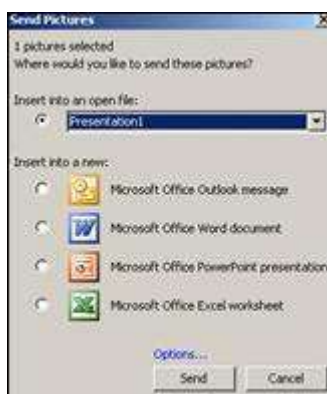 Send Pictures
1 pictures selected
Where would you like to send these pictures?
Insert into an open file:
Presentation1
Insert into a new:
Microsoft Office Outlook message
Microsoft Office Word document
Microsoft Office PowerPoint presentation
Microsoft Office Excel worksheet
Options...
Send Cancel